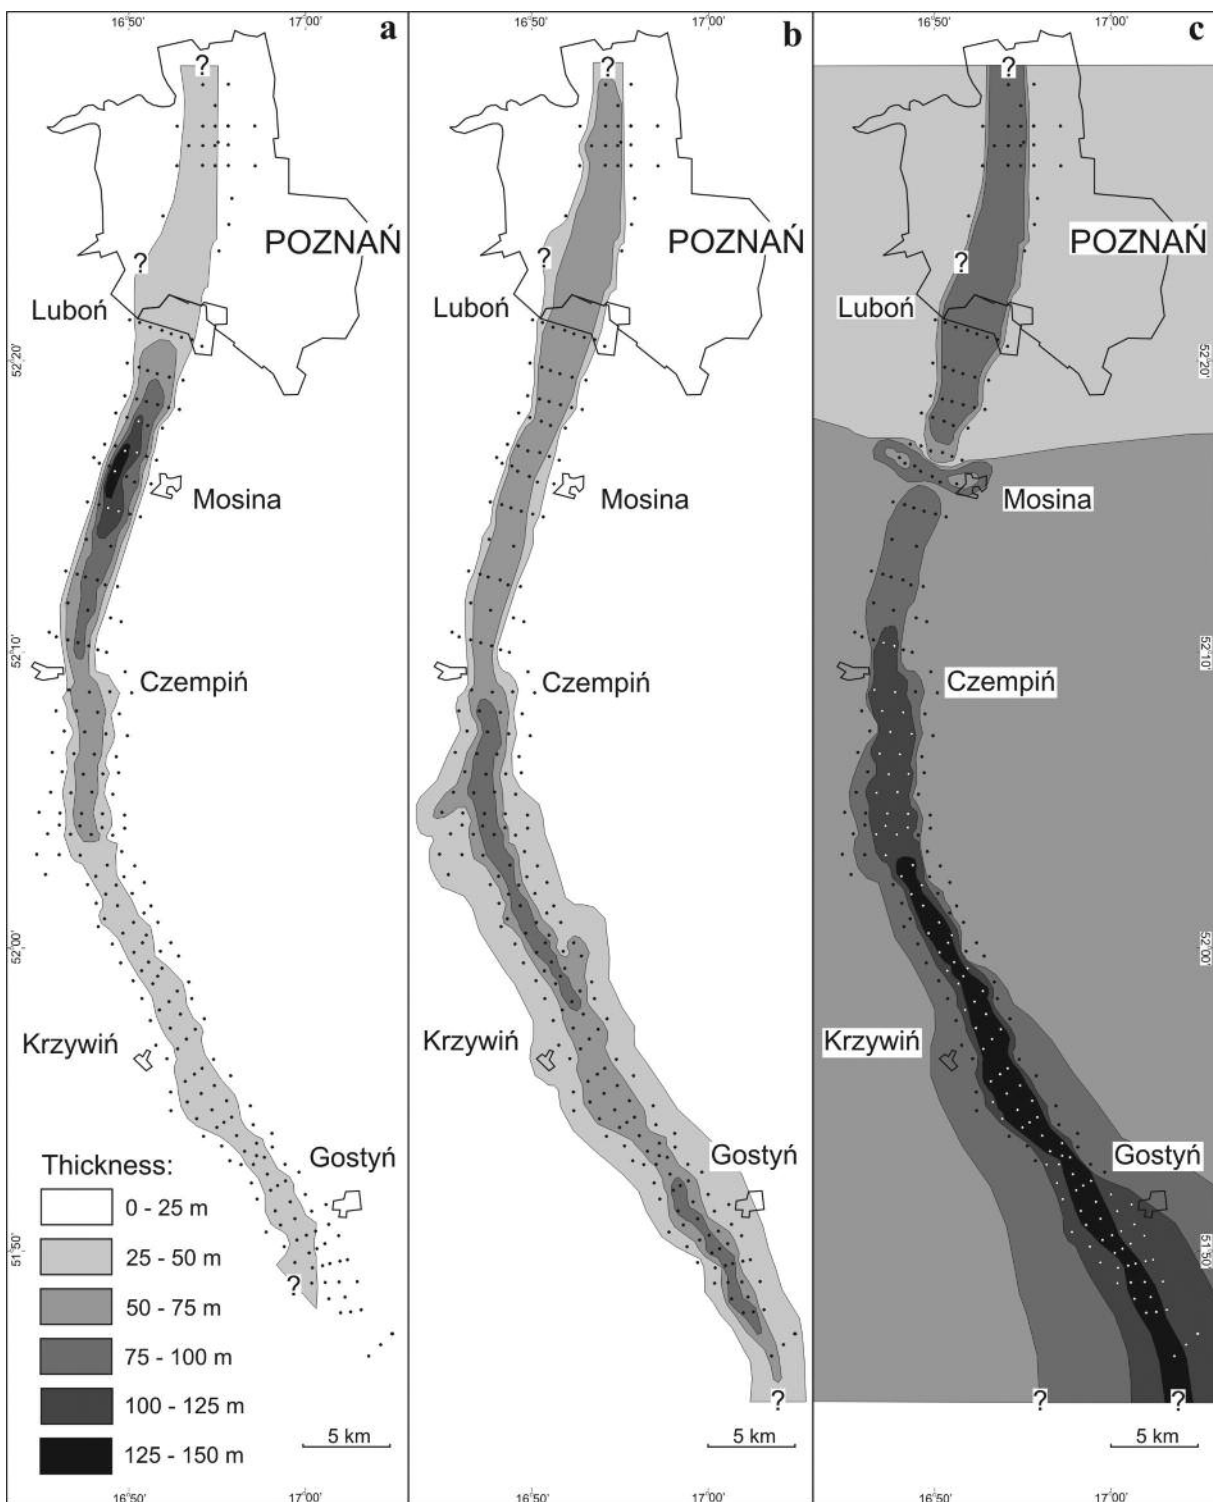 16°50' 17°00' a 16°50' 17°00' b 16°50' 17°00' c
? ? ?
POZNAŃ POZNAŃ POZNAŃ
? ? ?
Luboń Luboń Luboń
52°20' 52°20'
Mosina Mosina Mosina
52°10' 52°10'
Czempiń Czempiń Czempiń
52°00' 52°00'
Krzywiń Krzywiń Krzywiń
Gostyń Gostyń Gostyń
51°50' 51°50'
?
Thickness:
0 - 25 m
25 - 50 m
50 - 75 m
75 - 100 m
100 - 125 m
125 - 150 m
? ? ?
5 km 5 km 5 km
16°50' 17°00' 16°50' 17°00' 16°50' 17°00'